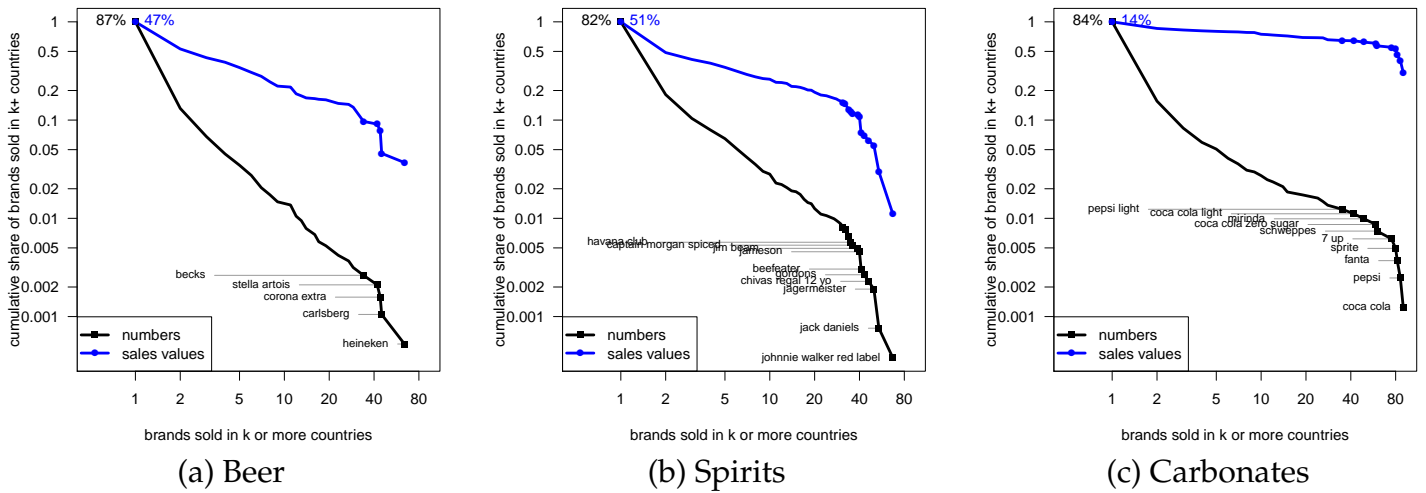 87% 47%
cumulative share of brands sold in k+ countries
1
0.5
0.2
0.1
0.05
0.02
0.01
0.005
0.002
0.001
becks
stella artois
corona extra
carlsberg
heineken
numbers
sales values
1 2 5 10 20 40 80
brands sold in k or more countries
(a) Beer
82% 51%
cumulative share of brands sold in k+ countries
1
0.5
0.2
0.1
0.05
0.02
0.01
0.005
0.002
0.001
havana club
captain morgan spiced
jim beam
jameson
beefeater
gordons
chivas regal 12 yo
jägermeister
jack daniels
johnnie walker red label
numbers
sales values
1 2 5 10 20 40 80
brands sold in k or more countries
(b) Spirits
84% 14%
cumulative share of brands sold in k+ countries
1
0.5
0.2
0.1
0.05
0.02
0.01
0.005
0.002
0.001
pepsi light
coca cola light
mirinda
coca cola zero sugar
schweppes
7 up
sprite
fanta
pepsi
coca cola
numbers
sales values
1 2 5 10 20 40 80
brands sold in k or more countries
(c) Carbonates